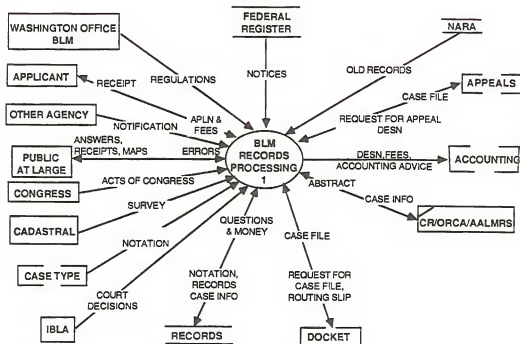 FEDERAL
REGISTER
WASHINGTON OFFICE
BLM
NARA
APPLICANT
RECEIPT
REGULATIONS
NOTICES
OLD RECORDS
CASE FILE
APPEALS
OTHER AGENCY
NOTIFICATION
APLN &
FEES
REQUEST FOR APPEAL
DESN
PUBLIC
AT LARGE
ANSWERS,
RECEIPTS, MAPS
ERRORS
BLM
RECORDS
PROCESSING
1
DESN, FEES,
ACCOUNTING ADVICE
ACCOUNTING
CONGRESS
ACTS OF CONGRESS
ABSTRACT
CASE INFO
CR/ORCA/AALMRS
CADASTRAL
SURVEY
QUESTIONS
& MONEY
CASE FILE
CASE TYPE
NOTATION
NOTATION,
RECORDS
CASE INFO
REQUEST FOR
CASE FILE,
ROUTING SLIP
COURT
DECISIONS
IBLA
RECORDS
DOCKET